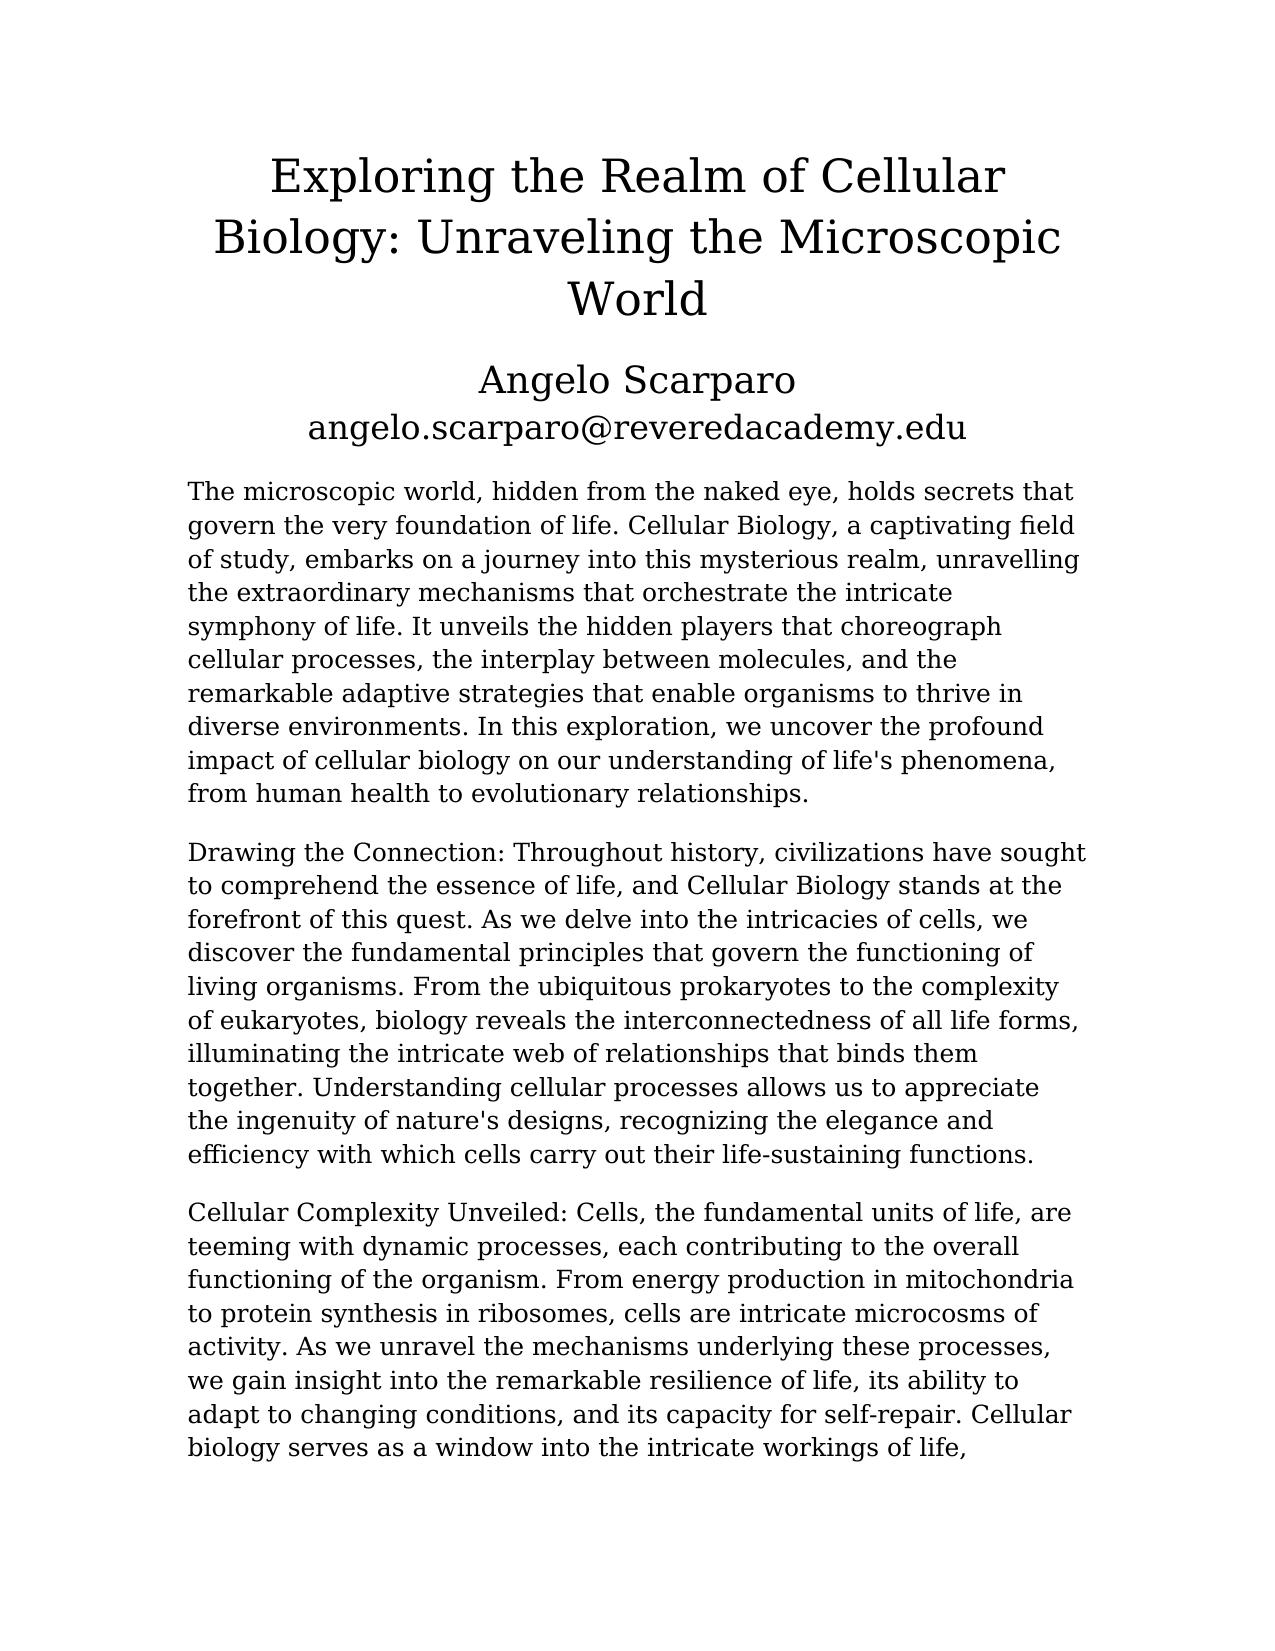 Exploring the Realm of Cellular
Biology: Unraveling the Microscopic
World
Angelo Scarparo
angelo.scarparo@reveredacademy.edu
The microscopic world, hidden from the naked eye, holds secrets that
govern the very foundation of life. Cellular Biology, a captivating field
of study, embarks on a journey into this mysterious realm, unravelling
the extraordinary mechanisms that orchestrate the intricate
symphony of life. It unveils the hidden players that choreograph
cellular processes, the interplay between molecules, and the
remarkable adaptive strategies that enable organisms to thrive in
diverse environments. In this exploration, we uncover the profound
impact of cellular biology on our understanding of life's phenomena,
from human health to evolutionary relationships.
Drawing the Connection: Throughout history, civilizations have sought
to comprehend the essence of life, and Cellular Biology stands at the
forefront of this quest. As we delve into the intricacies of cells, we
discover the fundamental principles that govern the functioning of
living organisms. From the ubiquitous prokaryotes to the complexity
of eukaryotes, biology reveals the interconnectedness of all life forms,
illuminating the intricate web of relationships that binds them
together. Understanding cellular processes allows us to appreciate
the ingenuity of nature's designs, recognizing the elegance and
efficiency with which cells carry out their life-sustaining functions.
Cellular Complexity Unveiled: Cells, the fundamental units of life, are
teeming with dynamic processes, each contributing to the overall
functioning of the organism. From energy production in mitochondria
to protein synthesis in ribosomes, cells are intricate microcosms of
activity. As we unravel the mechanisms underlying these processes,
we gain insight into the remarkable resilience of life, its ability to
adapt to changing conditions, and its capacity for self-repair. Cellular
biology serves as a window into the intricate workings of life,